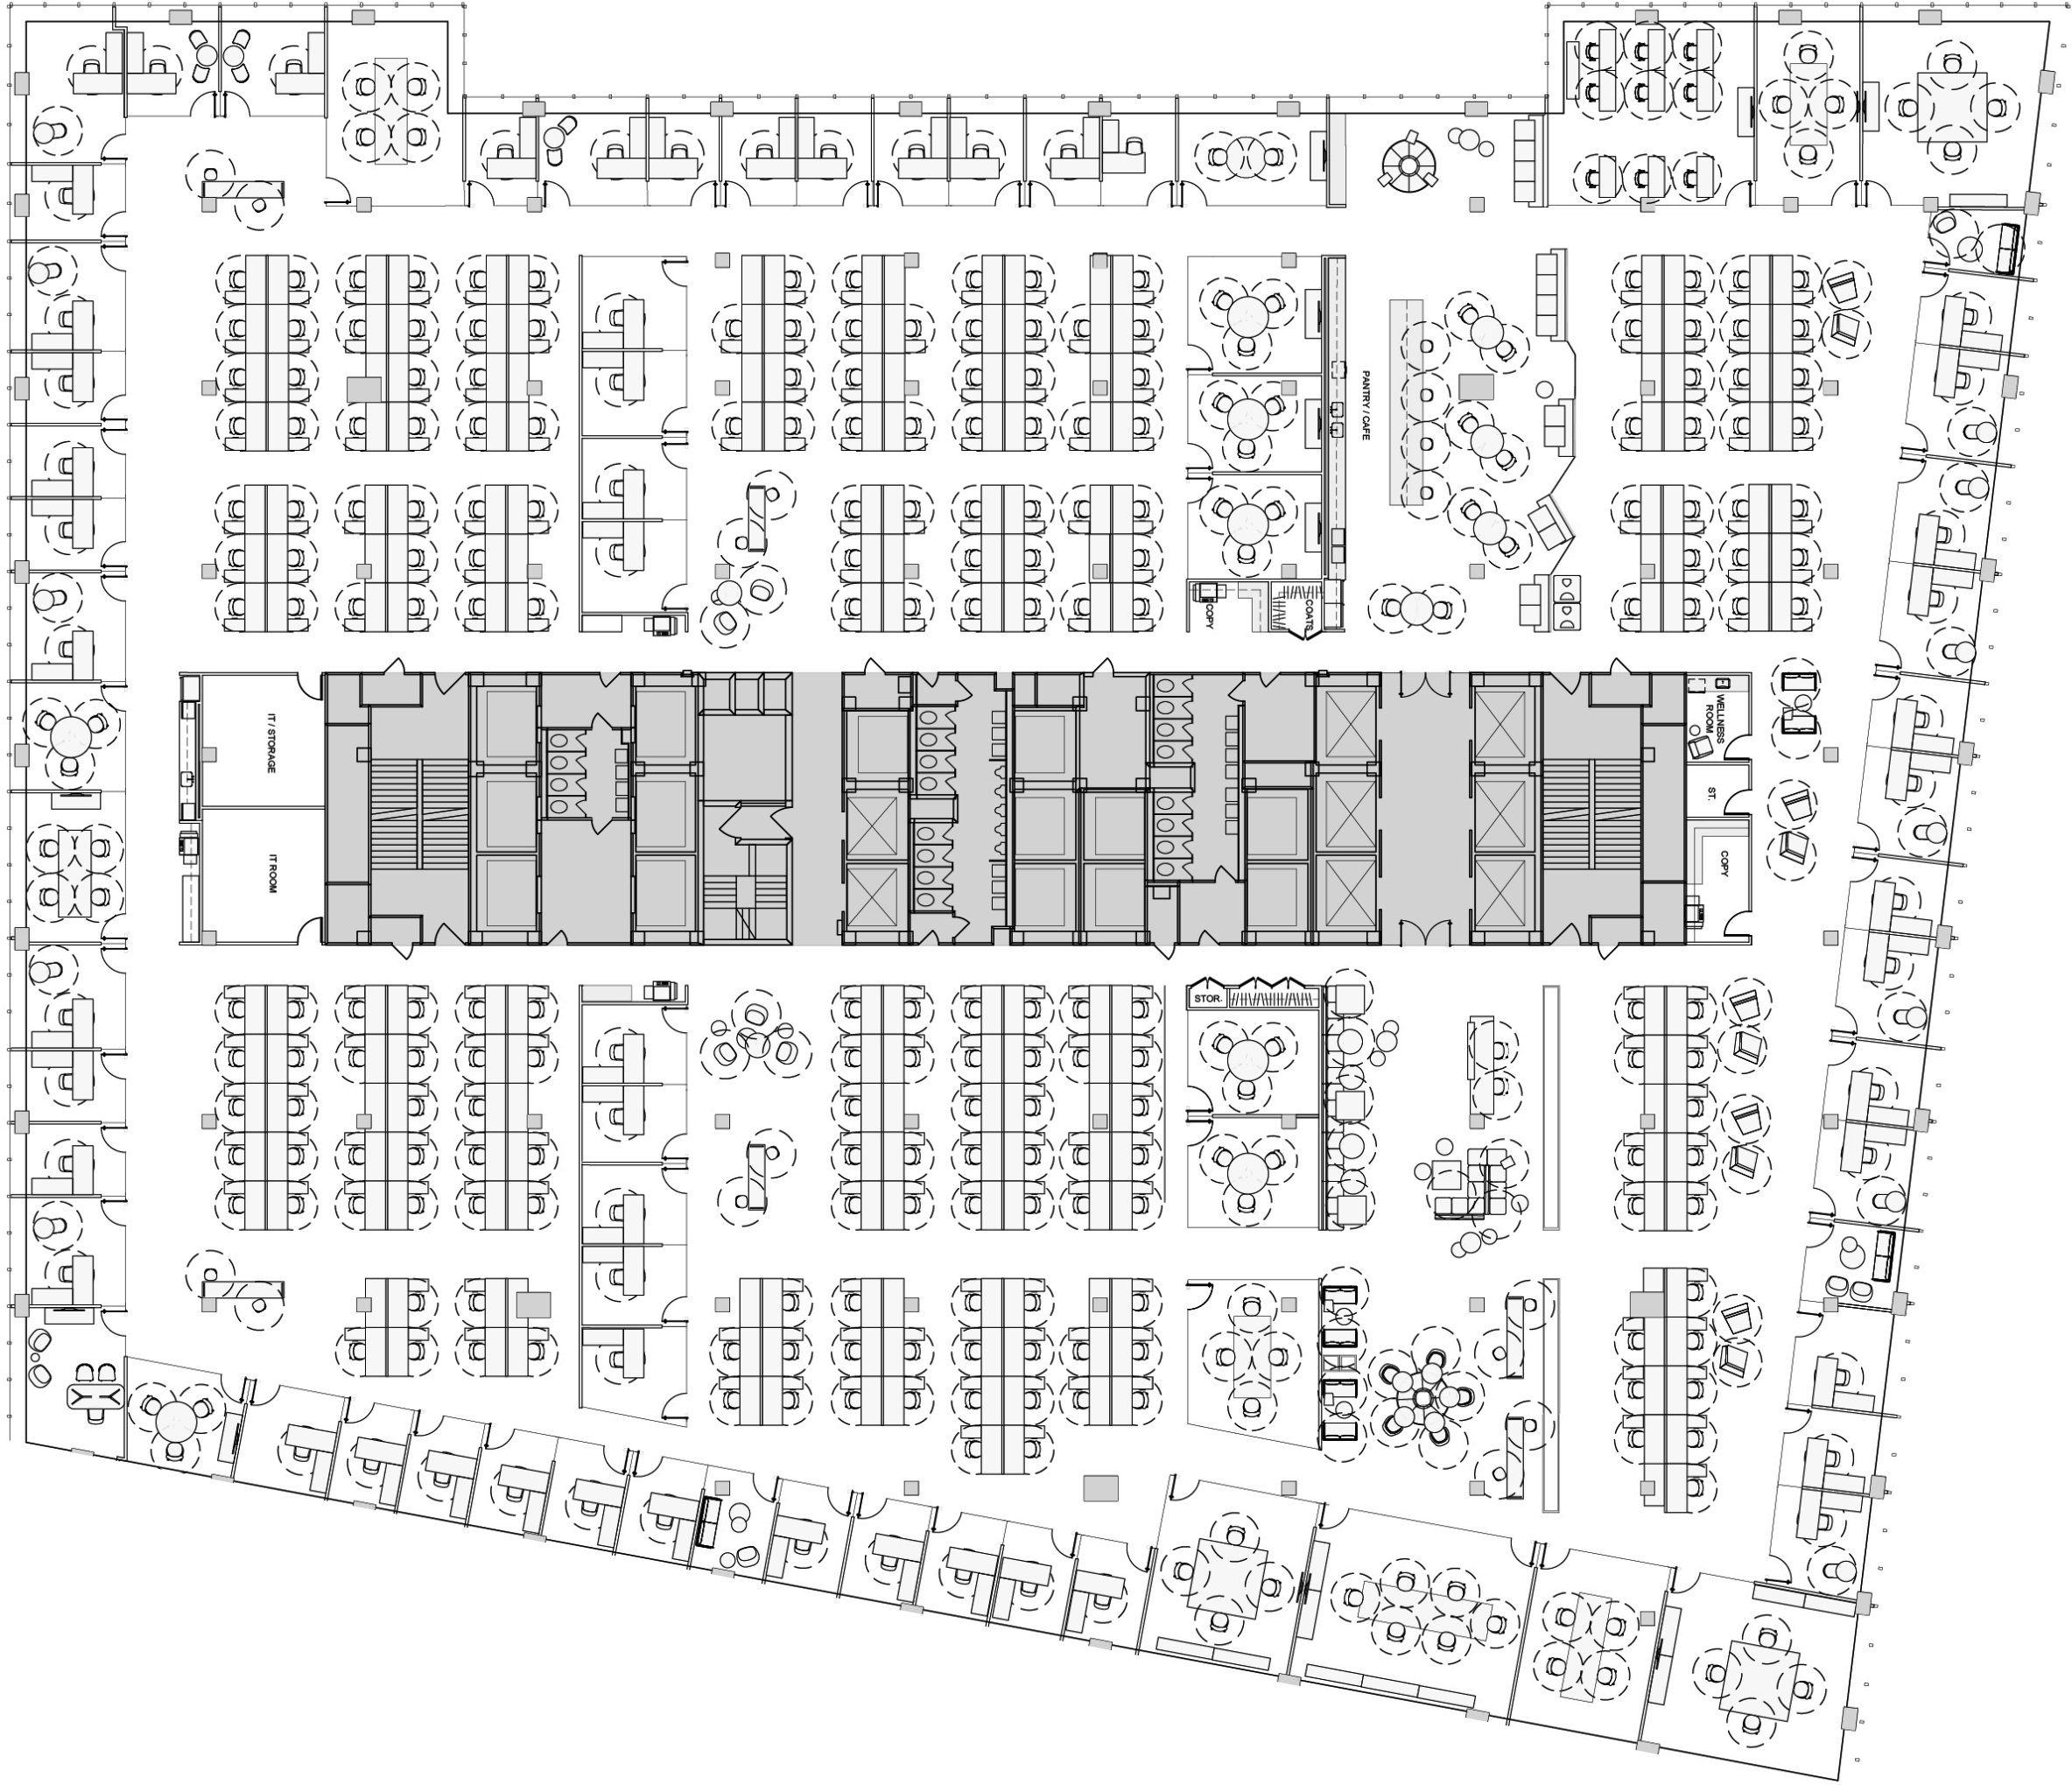 PANTRY / CAFE
COPY
COATS
IT / STORAGE
WELLNESS
ROOM
ST.
IT ROOM
COPY
STOR.